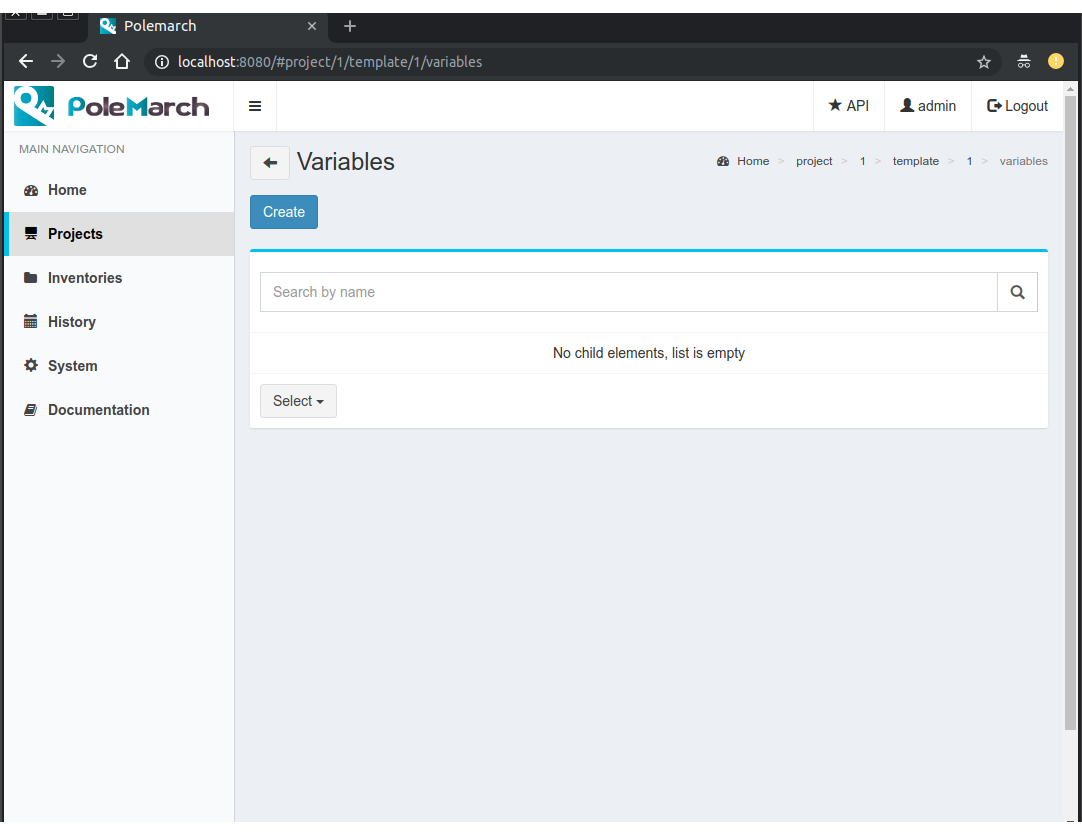 Polemarch
localhost:8080/#project/1/template/1/variables
PoleMarch
API
admin
Logout
MAIN NAVIGATION
Home
Projects
Inventories
History
System
Documentation
Variables
Home > project > 1 > template > 1 > variables
Create
Search by name
No child elements, list is empty
Select